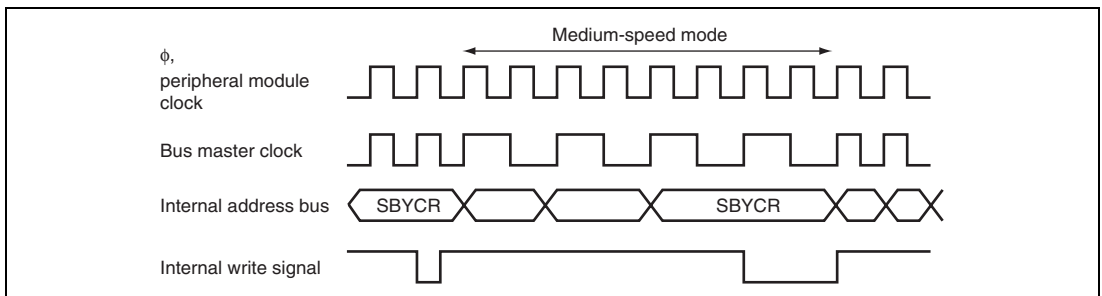 Medium-speed mode
ϕ,
peripheral module
clock
Bus master clock
Internal address bus
SBYCR
SBYCR
Internal write signal